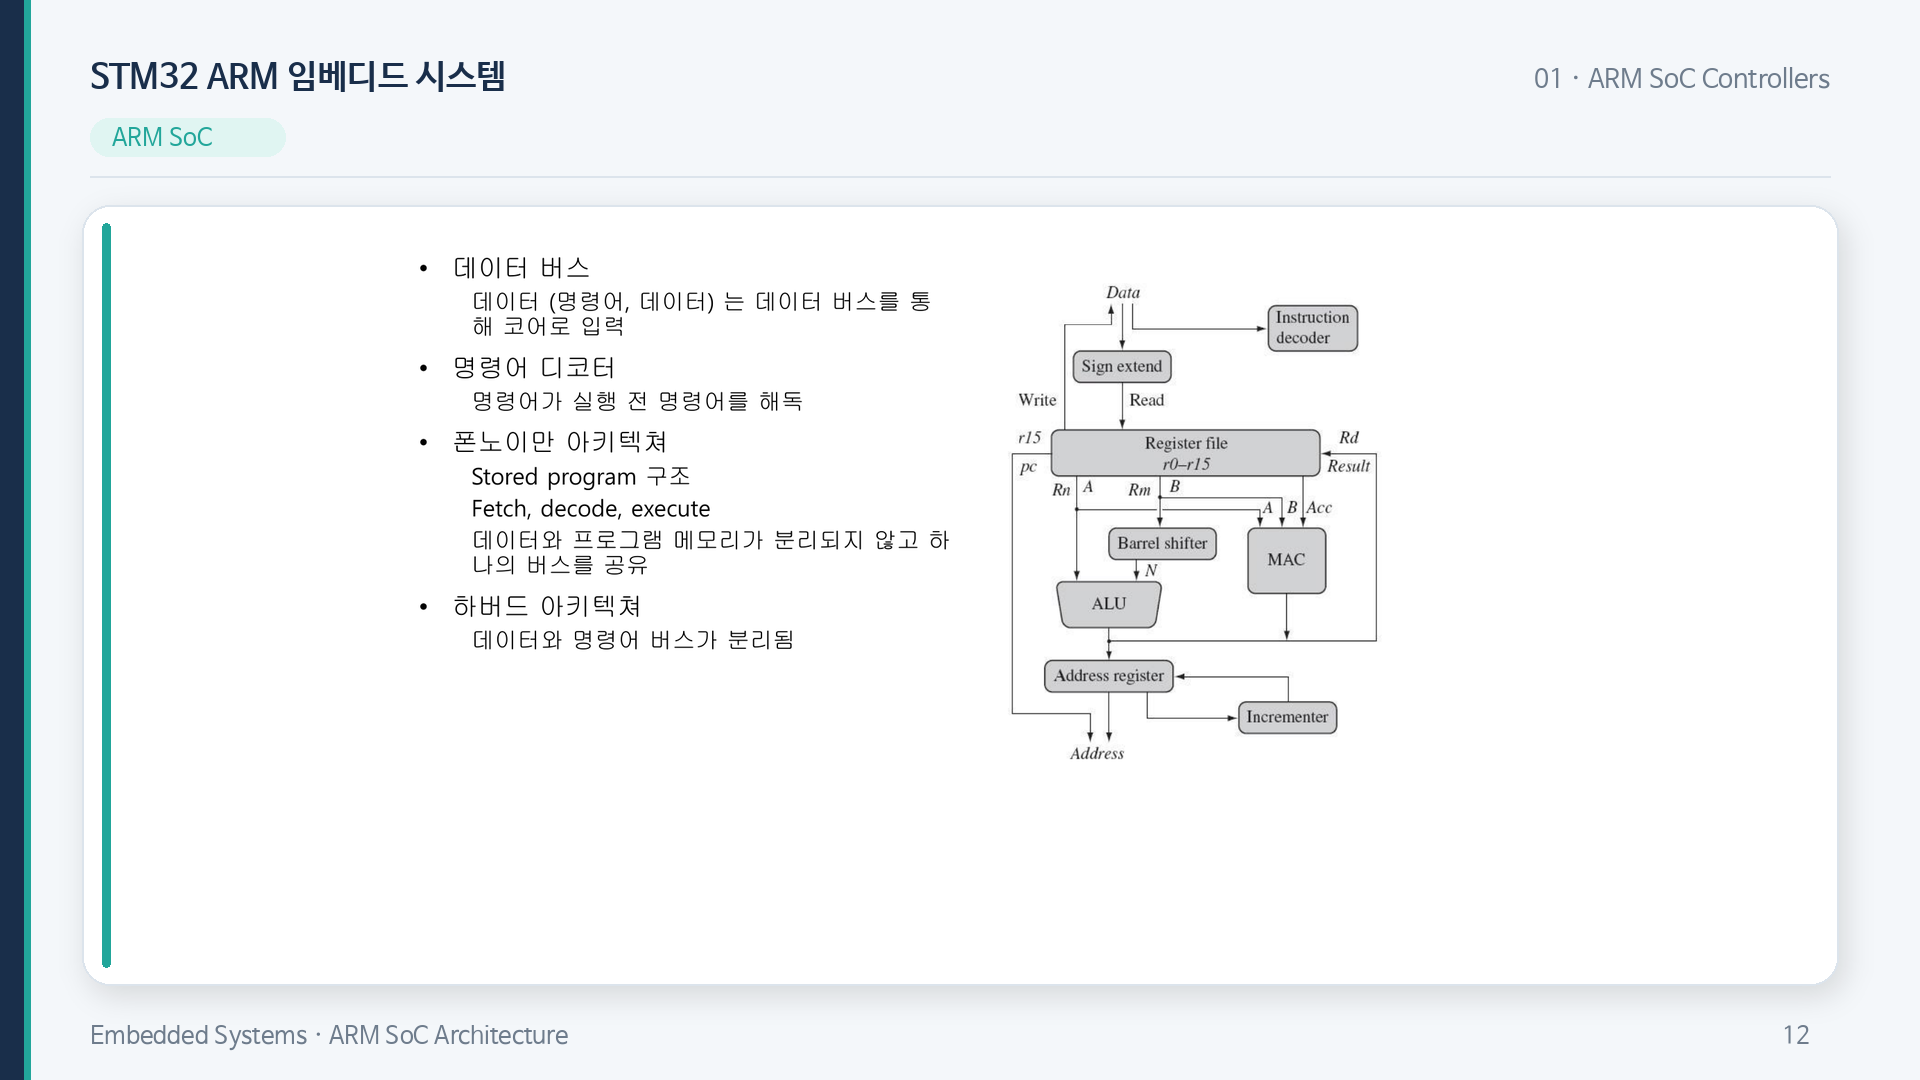 STM32 ARM 임베디드 시스템
01 · ARM SoC Controllers
ARM SoC
• 데이터 버스
데이터 (명령어, 데이터) 는 데이터 버스를 통
해 코어로 입력
• 명령어 디코터
명령어가 실행 전 명령어를 해독
• 폰노이만 아키텍쳐
Stored program 구조
Fetch, decode, execute
데이터와 프로그램 메모리가 분리되지 않고 하
나의 버스를 공유
• 하버드 아키텍쳐
데이터와 명령어 버스가 분리됨
Data
Instruction
decoder
Sign extend
Write
Read
r15
pc
Register file
r0–r15
Rd
Result
Rn A
Rm B
A B Acc
Barrel shifter
MAC
N
ALU
Address register
Incrementer
Address
Embedded Systems · ARM SoC Architecture
12